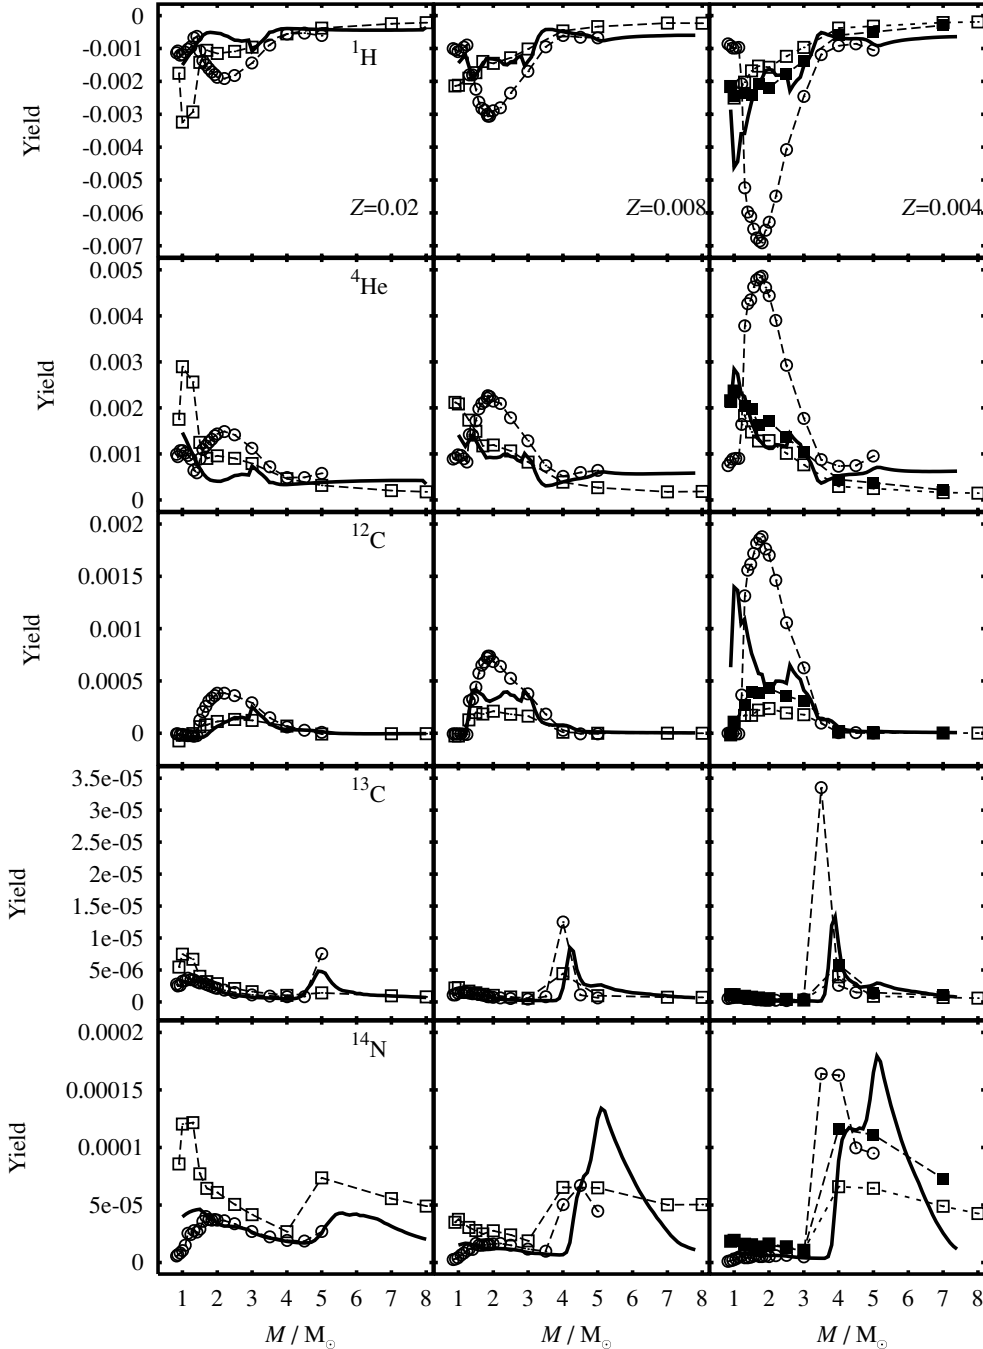 0
-0.001
-0.002
-0.003
-0.004
-0.005
-0.006
-0.007
Yield
¹H
Z=0.02
Z=0.008
Z=0.004
0.005
0.004
0.003
0.002
0.001
0
Yield
⁴He
0.002
0.0015
0.001
0.0005
0
Yield
¹²C
3.5e-05
3e-05
2.5e-05
2e-05
1.5e-05
1e-05
5e-06
0
Yield
¹³C
0.0002
0.00015
0.0001
5e-05
0
Yield
¹⁴N
1 2 3 4 5 6 7 8 1 2 3 4 5 6 7 8 1 2 3 4 5 6 7 8
M / M☉ M / M☉ M / M☉